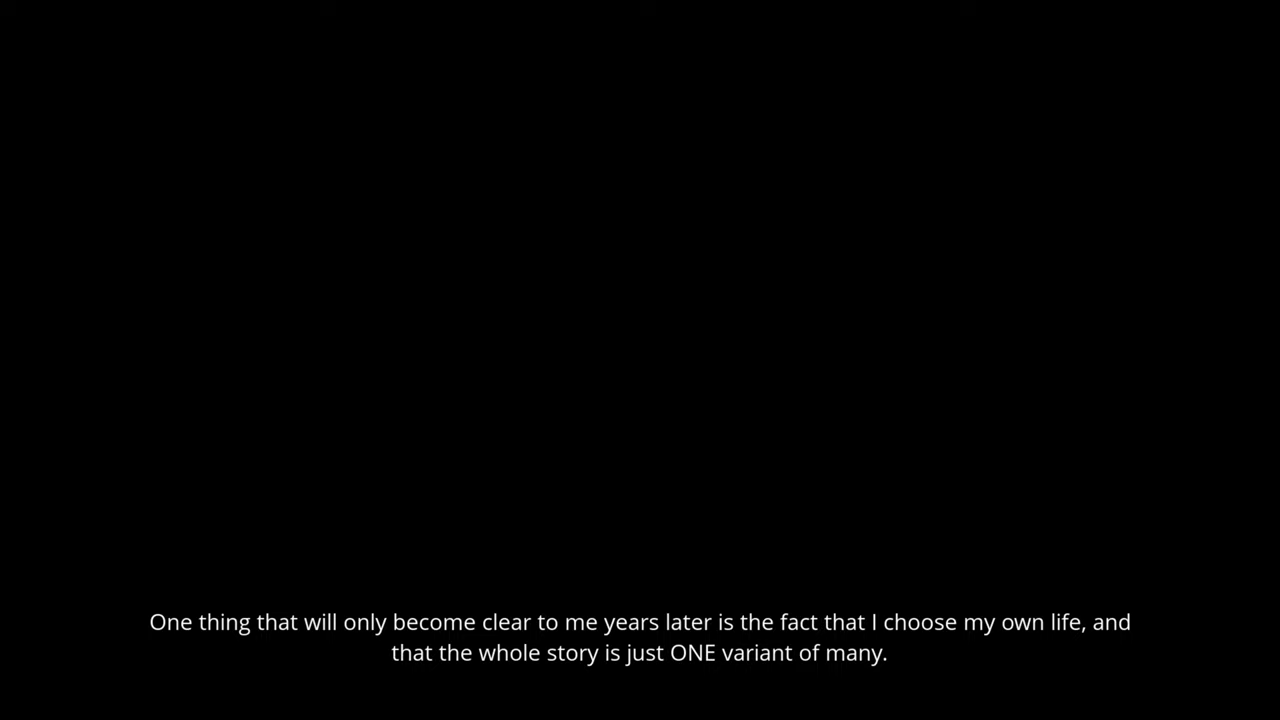 One thing that will only become clear to me years later is the fact that I choose my own life, and
that the whole story is just ONE variant of many.